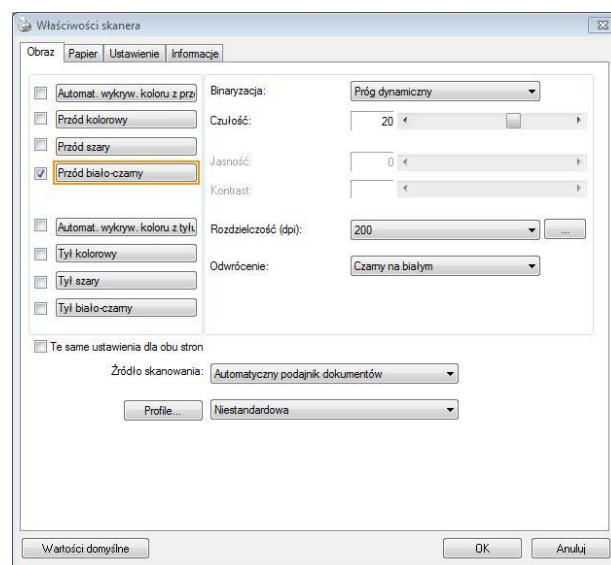 Właściwości skanera
Obraz Papier Ustawienie Informacje
Automat. wykryw. koloru z prz
Przód kolorowy
Przód szary
Przód biało-czarny
Automat. wykryw. koloru z tyłu
Tył kolorowy
Tył szary
Tył biało-czarny
Binaryzacja: Próg dynamiczny
Czułość: 20
Jasność: 0
Kontrast:
Rozdzielczość (dpi): 200 ...
Odwrócenie: Czarny na białym
Te same ustawienia dla obu stron
Źródło skanowania: Automatyczny podajnik dokumentów
Profile... Niestandardowa
Wartości domyślne OK Anuluj